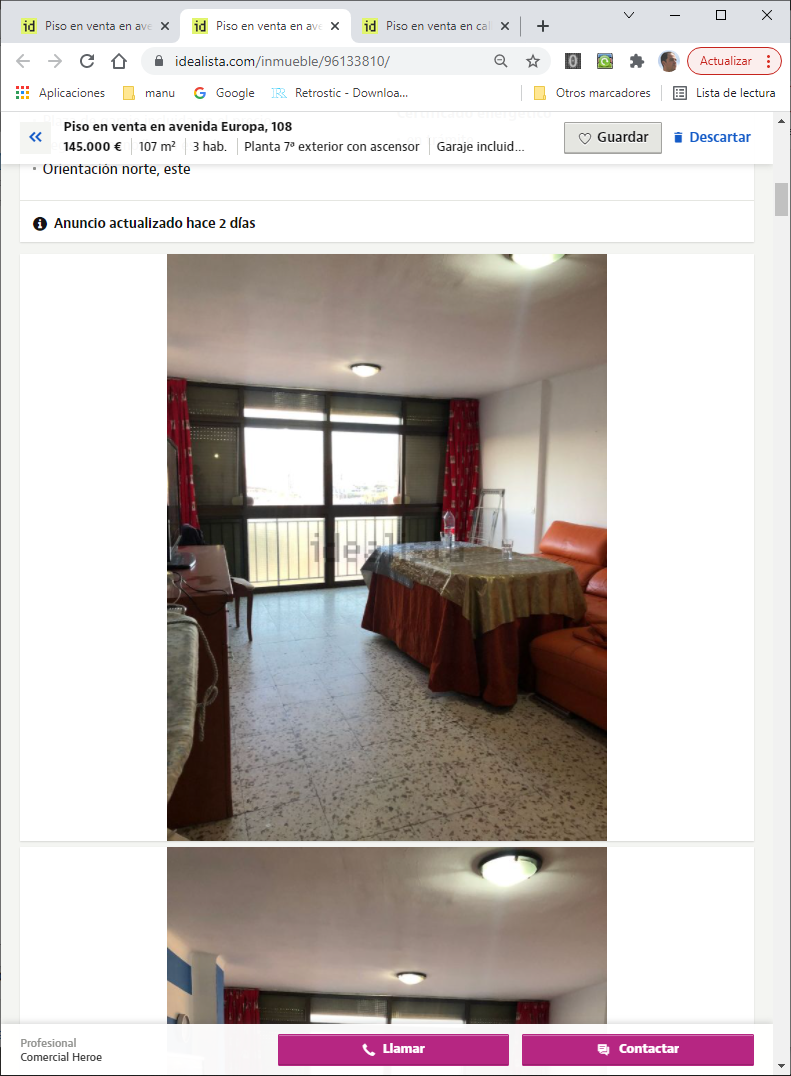 id Piso en venta en ave
id Piso en venta en ave
id Piso en venta en cal
idealista.com/inmueble/96133810/
Actualizar
Aplicaciones
manu
Google
Retrostic - Downloa...
Otros marcadores
Lista de lectura
Certificado energético
Piso en venta en avenida Europa, 108
145.000 € 107 m² 3 hab. Planta 7ª exterior con ascensor Garaje incluid...
Guardar
Descartar
Orientación norte, este
Anuncio actualizado hace 2 días
idealista
Profesional
Comercial Heroe
Llamar
Contactar